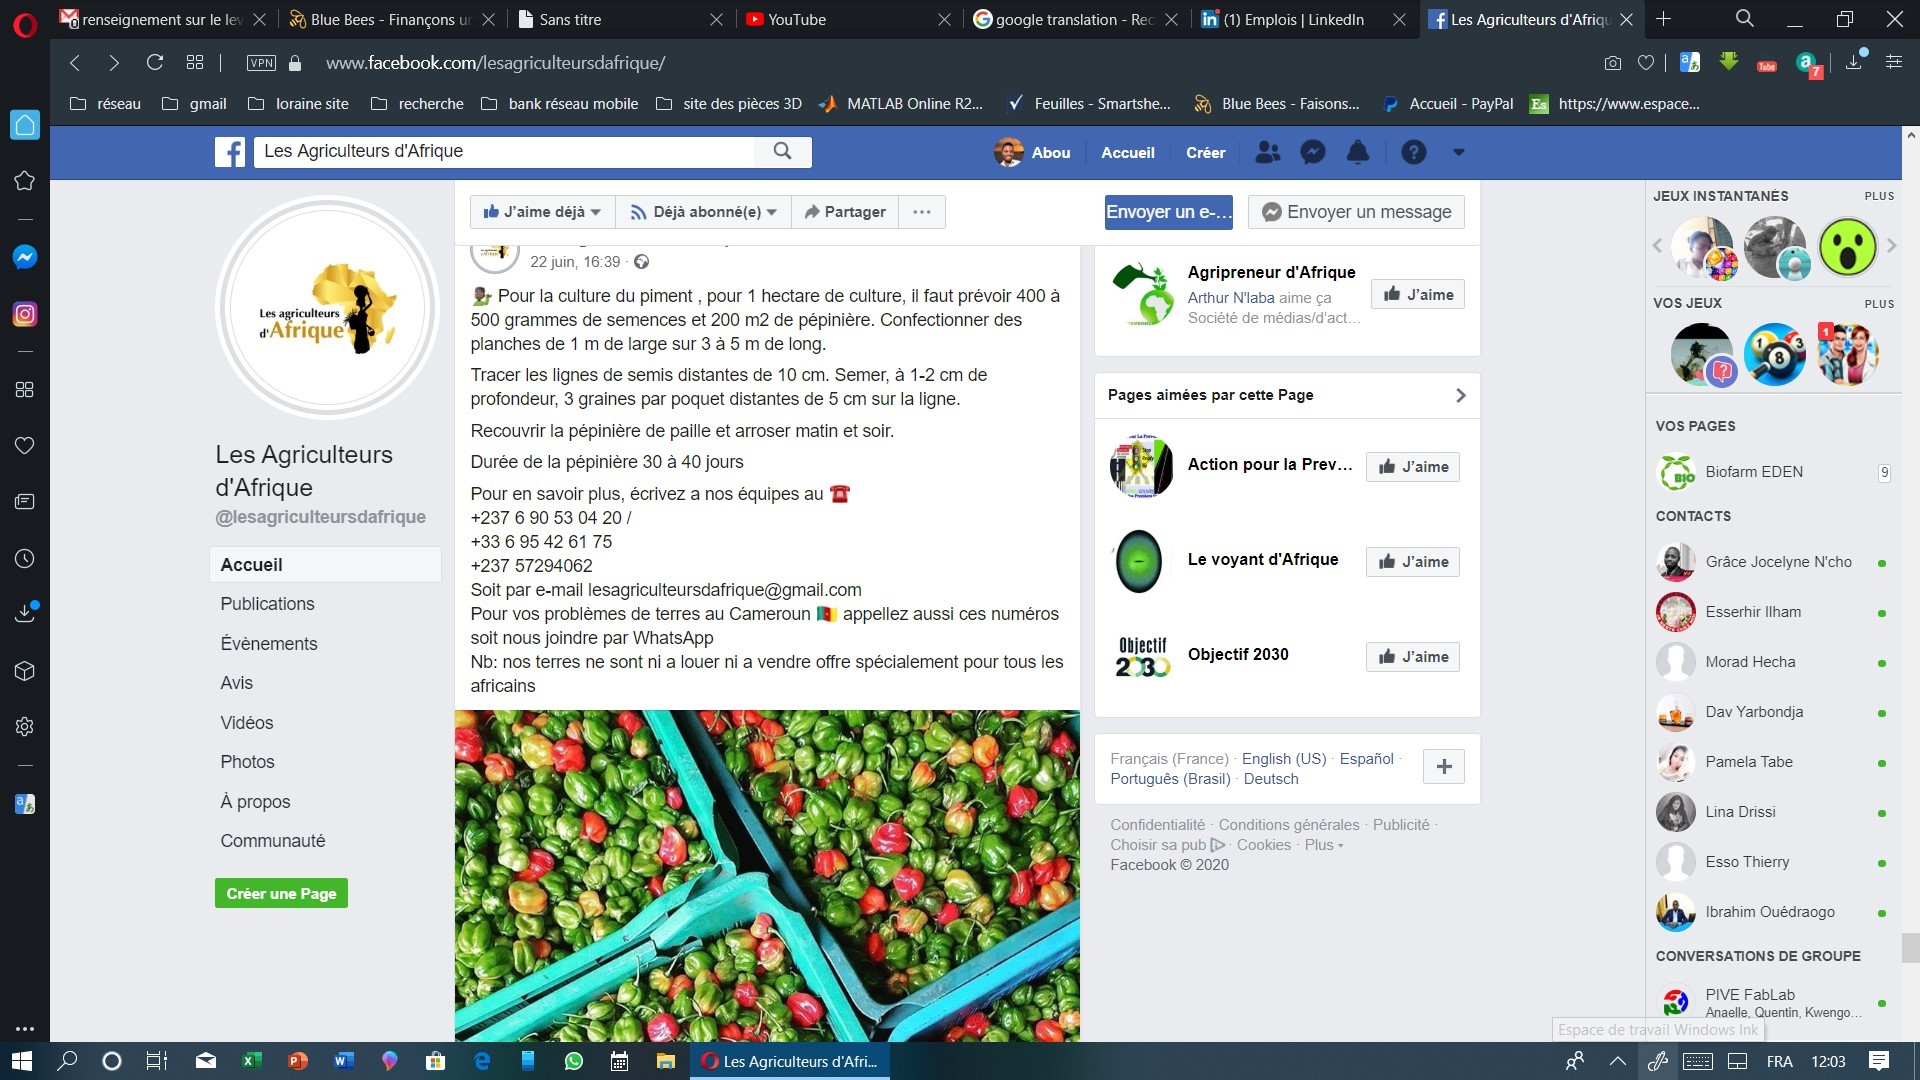 renseignement sur le lev
Blue Bees - Finançons ur
Sans titre
YouTube
google translation - Rec
(1) Emplois | LinkedIn
Les Agriculteurs d'Afriqu
VPN
www.facebook.com/lesagriculteursdafrique/
Tube
7
réseau
gmail
loraine site
recherche
bank réseau mobile
site des pièces 3D
MATLAB Online R2...
Feuilles - Smartshe...
Blue Bees - Faisons...
Accueil - PayPal
Es
https://www.espace...
Les Agriculteurs d'Afrique
Abou
Accueil
Créer
Les agriculteurs
d'Afrique
Les Agriculteurs
d'Afrique
@lesagriculteursdafrique
Accueil
Publications
Évènements
Avis
Vidéos
Photos
À propos
Communauté
Créer une Page
J'aime déjà
Déjà abonné(e)
Partager
Envoyer un e-...
Envoyer un message
22 juin, 16:39 ·
Pour la culture du piment , pour 1 hectare de culture, il faut prévoir 400 à
500 grammes de semences et 200 m2 de pépinière. Confectionner des
planches de 1 m de large sur 3 à 5 m de long.
Tracer les lignes de semis distantes de 10 cm. Semer, à 1-2 cm de
profondeur, 3 graines par poquet distantes de 5 cm sur la ligne.
Recouvrir la pépinière de paille et arroser matin et soir.
Durée de la pépinière 30 à 40 jours
Pour en savoir plus, écrivez a nos équipes au ☎️
+237 6 90 53 04 20 /
+33 6 95 42 61 75
+237 57294062
Soit par e-mail lesagriculteursdafrique@gmail.com
Pour vos problèmes de terres au Cameroun 🇨🇲 appellez aussi ces numéros
soit nous joindre par WhatsApp
Nb: nos terres ne sont ni a louer ni a vendre offre spécialement pour tous les
africains
Agripreneur d'Afrique
Arthur N'laba aime ça
Société de médias/d'act...
J'aime
Pages aimées par cette Page
Action pour la Prev...
J'aime
Le voyant d'Afrique
J'aime
Objectif
2030
Objectif 2030
J'aime
Français (France) · English (US) · Español ·
Português (Brasil) · Deutsch
Confidentialité · Conditions générales · Publicité ·
Choisir sa pub · Cookies · Plus
Facebook © 2020
JEUX INSTANTANÉS
PLUS
VOS JEUX
PLUS
1
8
1
VOS PAGES
BIO
Biofarm EDEN
9
CONTACTS
Grâce Jocelyne N'cho
Esserhir Ilham
Morad Hecha
Dav Yarbondja
Pamela Tabe
Lina Drissi
Esso Thierry
Ibrahim Ouédraogo
CONVERSATIONS DE GROUPE
PIVE FabLab
Anaelle, Quentin, Kwengo...
Espace de travail Windows Ink
Les Agriculteurs d'Afri...
FRA
12:03